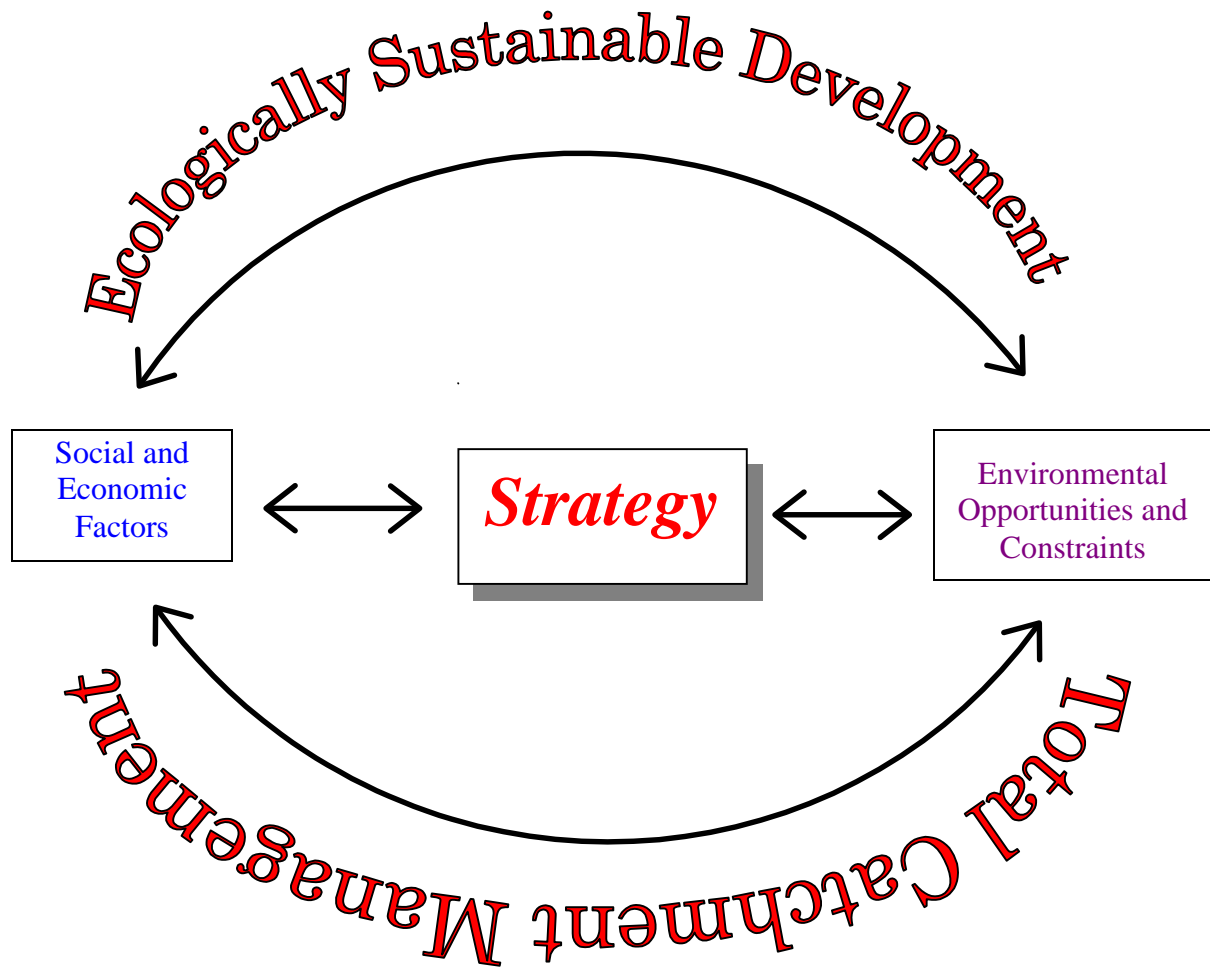 Ecologically Sustainable Development
Social and
Economic
Factors
Strategy
Environmental
Opportunities and
Constraints
Total Catchment Management